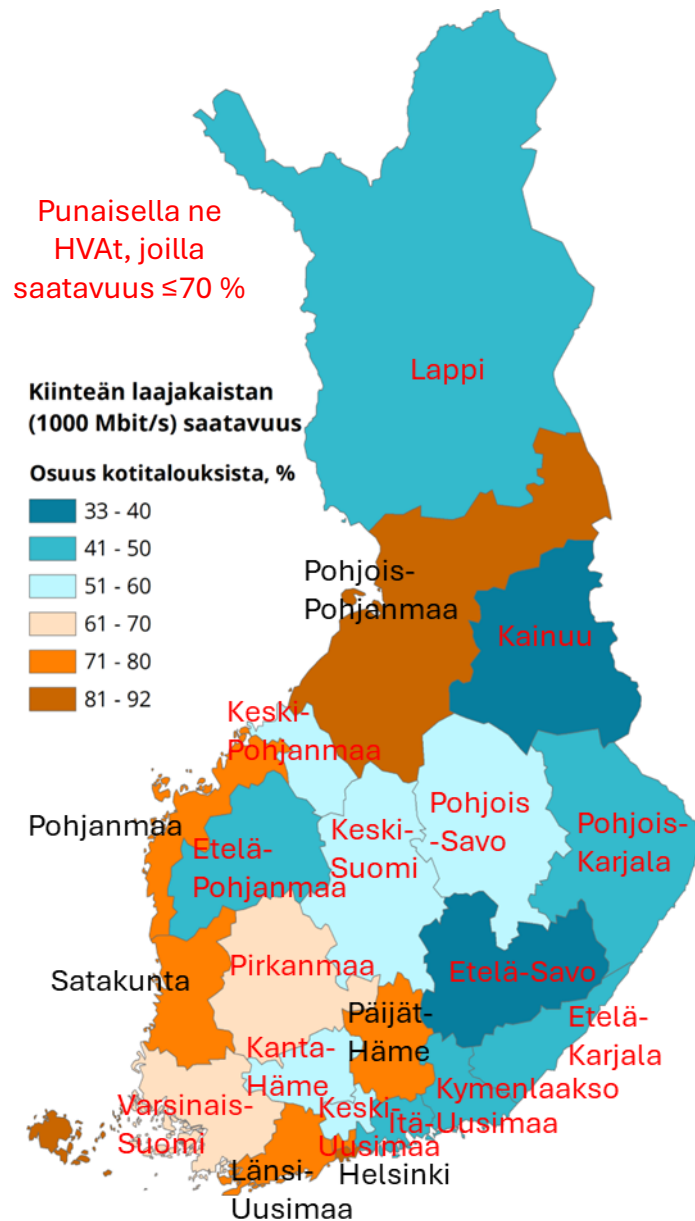 Punaisella ne
HVAt, joilla
saatavuus ≤70 %
Lappi
Kiinteän laajakaistan
(1000 Mbit/s) saatavuus
Osuus kotitalouksista, %
33 - 40
41 - 50
51 - 60
61 - 70
71 - 80
81 - 92
Pohjois-
Pohjanmaa
Kainuu
Keski-
Pohjanmaa
Pohjanmaa
Etelä-
Pohjanmaa
Keski-
Suomi
Pohjois
-Savo
Pohjois-
Karjala
Satakunta
Pirkanmaa
Etelä-Savo
Päijät-
Häme
Etelä-
Karjala
Kanta-
Häme
Kymenlaakso
Varsinais-
Suomi
Keski-
Uusimaa
Itä-
Uusimaa
Länsi-
Uusimaa
Helsinki